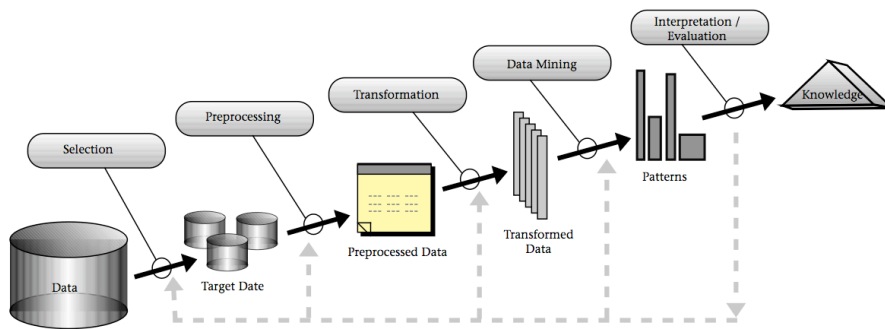 Interpretation /
Evaluation
Data Mining
Transformation
Preprocessing
Selection
Data
Target Date
Preprocessed Data
Transformed
Data
Patterns
Knowledge